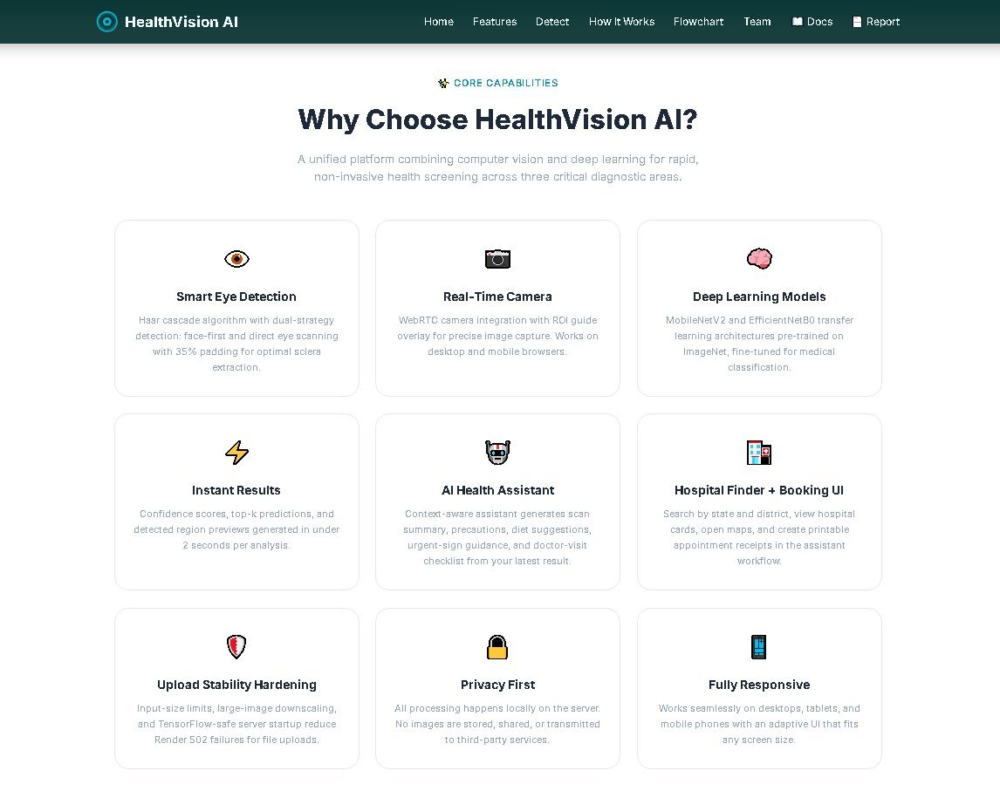 HealthVision AI
Home Features Detect How It Works Flowchart Team Docs Report
CORE CAPABILITIES
Why Choose HealthVision AI?
A unified platform combining computer vision and deep learning for rapid,
non-invasive health screening across three critical diagnostic areas.
Smart Eye Detection
Haar cascade algorithm with dual-strategy
detection: face-first and direct eye scanning
with 35% padding for optimal sclera
extraction.
Real-Time Camera
WebRTC camera integration with ROI guide
overlay for precise image capture. Works on
desktop and mobile browsers.
Deep Learning Models
MobileNetV2 and EfficientNetB0 transfer
learning architectures pre-trained on
ImageNet, fine-tuned for medical
classification.
Instant Results
Confidence scores, top-k predictions, and
detected region previews generated in under
2 seconds per analysis.
AI Health Assistant
Context-aware assistant generates scan
summary, precautions, diet suggestions,
urgent-sign guidance, and doctor-visit
checklist from your latest result.
Hospital Finder + Booking UI
Search by state and district, view hospital
cards, open maps, and create printable
appointment receipts in the assistant
workflow.
Upload Stability Hardening
Input-size limits, large-image downscaling,
and TensorFlow-safe server startup reduce
Render 502 failures for file uploads.
Privacy First
All processing happens locally on the server.
No images are stored, shared, or transmitted
to third-party services.
Fully Responsive
Works seamlessly on desktops, tablets, and
mobile phones with an adaptive UI that fits
any screen size.